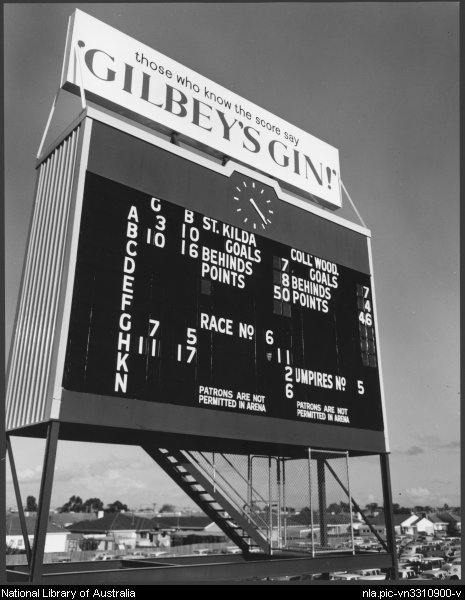 those who know the score say
'GILBEY'S GIN!'
G B ST. KILDA COLL'WOOD.
A 3 10 GOALS 7 GOALS 7
B 10 16 BEHINDS 8 BEHINDS 4
C POINTS 50 POINTS 46
D
E
F
G 7 5 RACE Nº 6
H 11 17 11
K 2 UMPIRES Nº 5
N 6
PATRONS ARE NOT
PERMITTED IN ARENA
PATRONS ARE NOT
PERMITTED IN ARENA
National Library of Australia
nla.pic-vn3310900-v